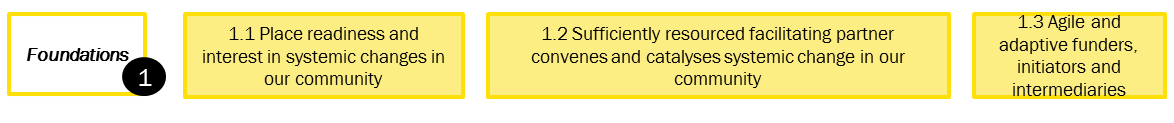 Foundations
1
1.1 Place readiness and
interest in systemic changes in
our community
1.2 Sufficiently resourced facilitating partner
convenes and catalyses systemic change in our
community
1.3 Agile and
adaptive funders,
initiators and
intermediaries